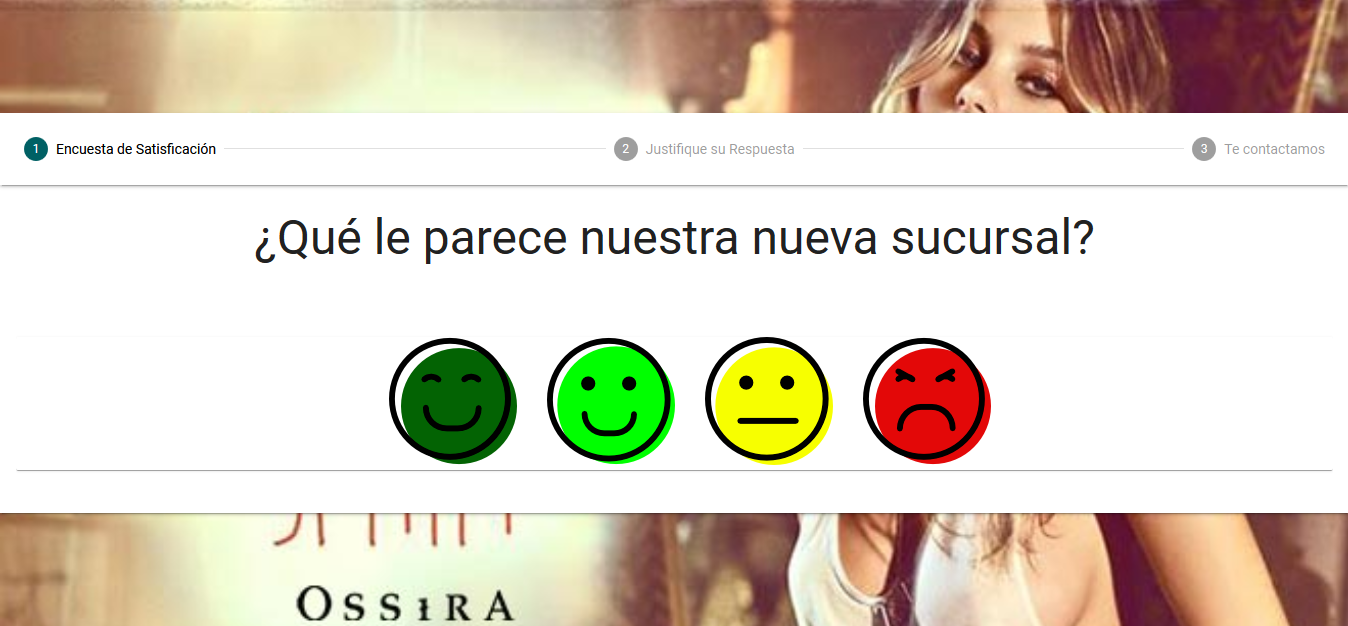 1 Encuesta de Satisficación
2 Justifique su Respuesta
3 Te contactamos
¿Qué le parece nuestra nueva sucursal?
OSSIRA